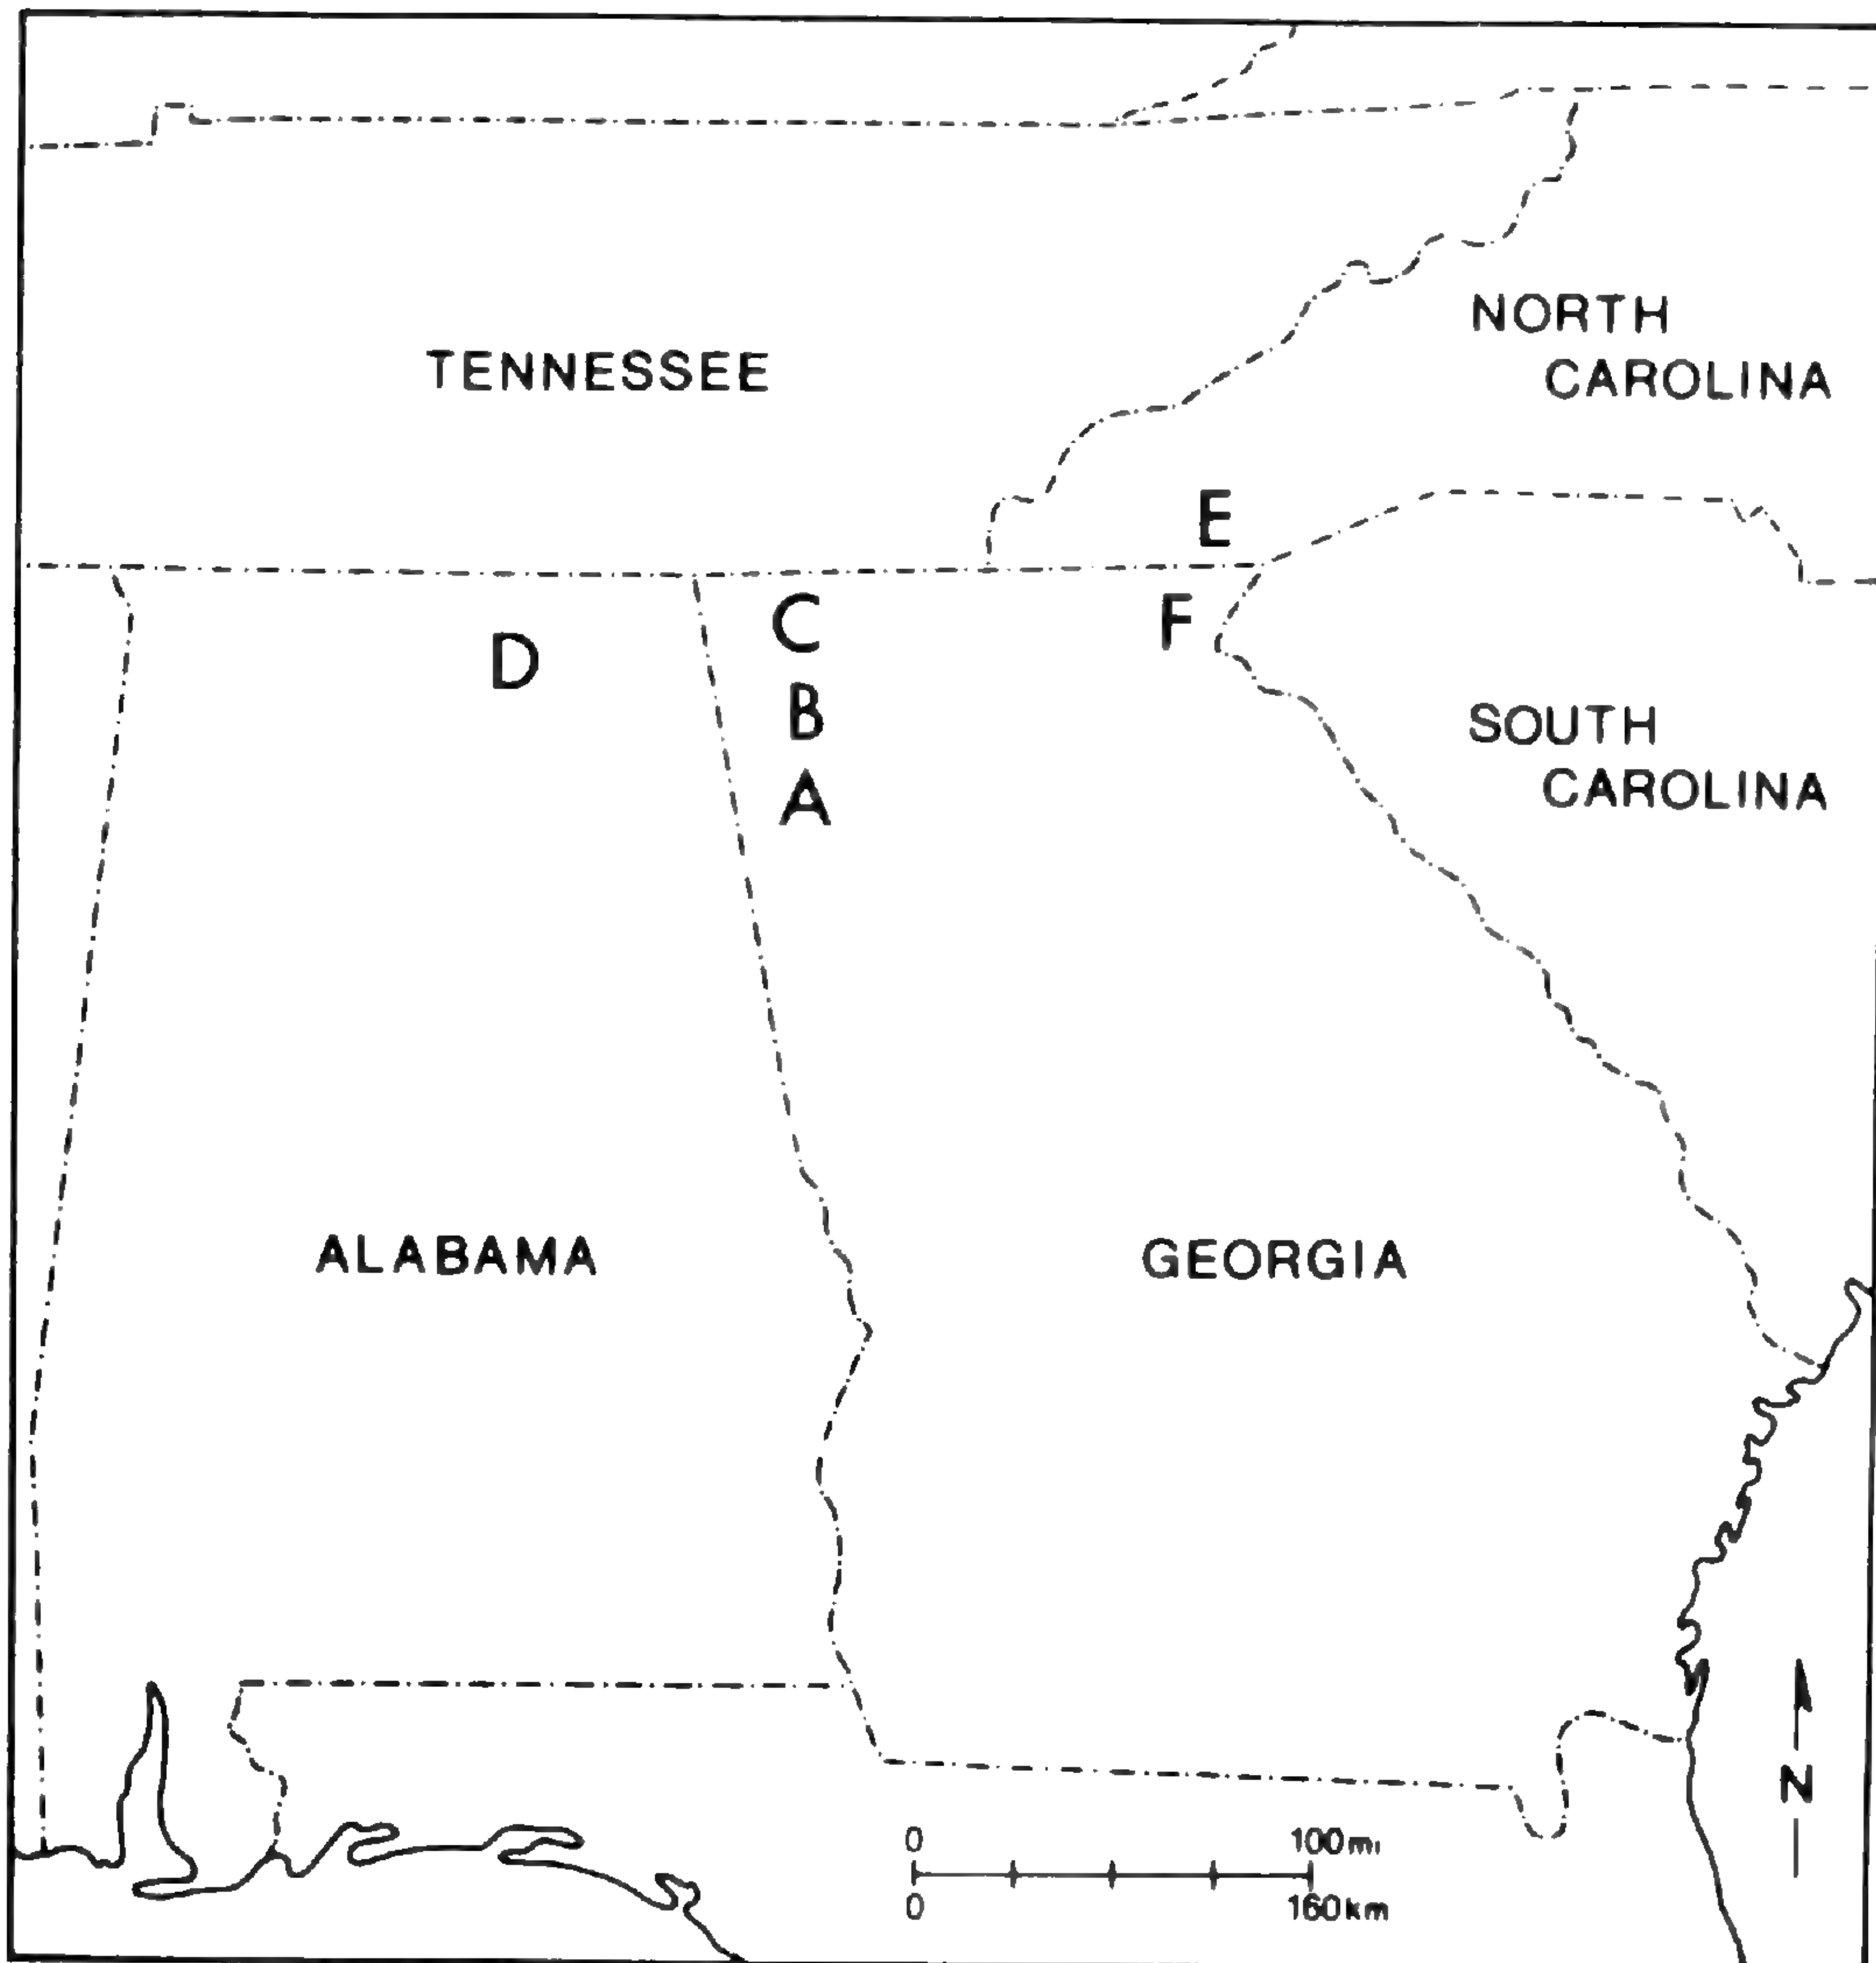 TENNESSEE
NORTH
CAROLINA
E
C
F
D
B
SOUTH
CAROLINA
A
ALABAMA
GEORGIA
N
0 100mi
0 160km